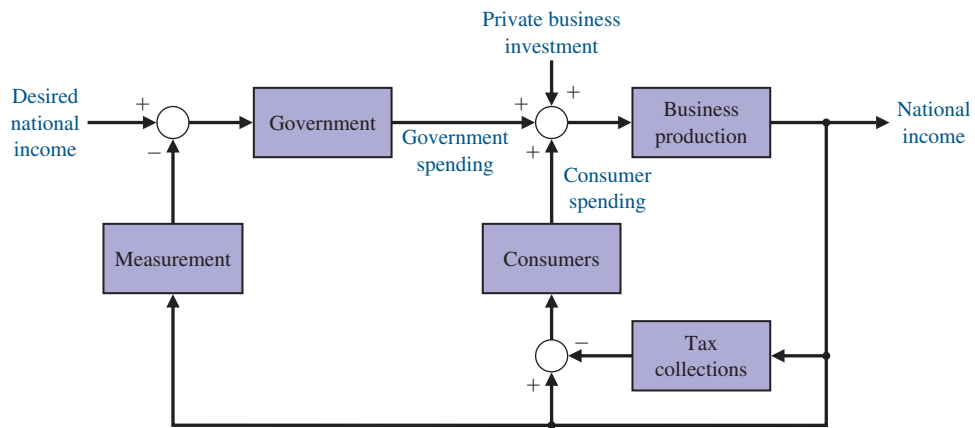 Private business
investment
+
+
Desired
national
income
+
−
Government
Government
spending
+
Business
production
National
income
Consumer
spending
Measurement
Consumers
−
Tax
collections
+